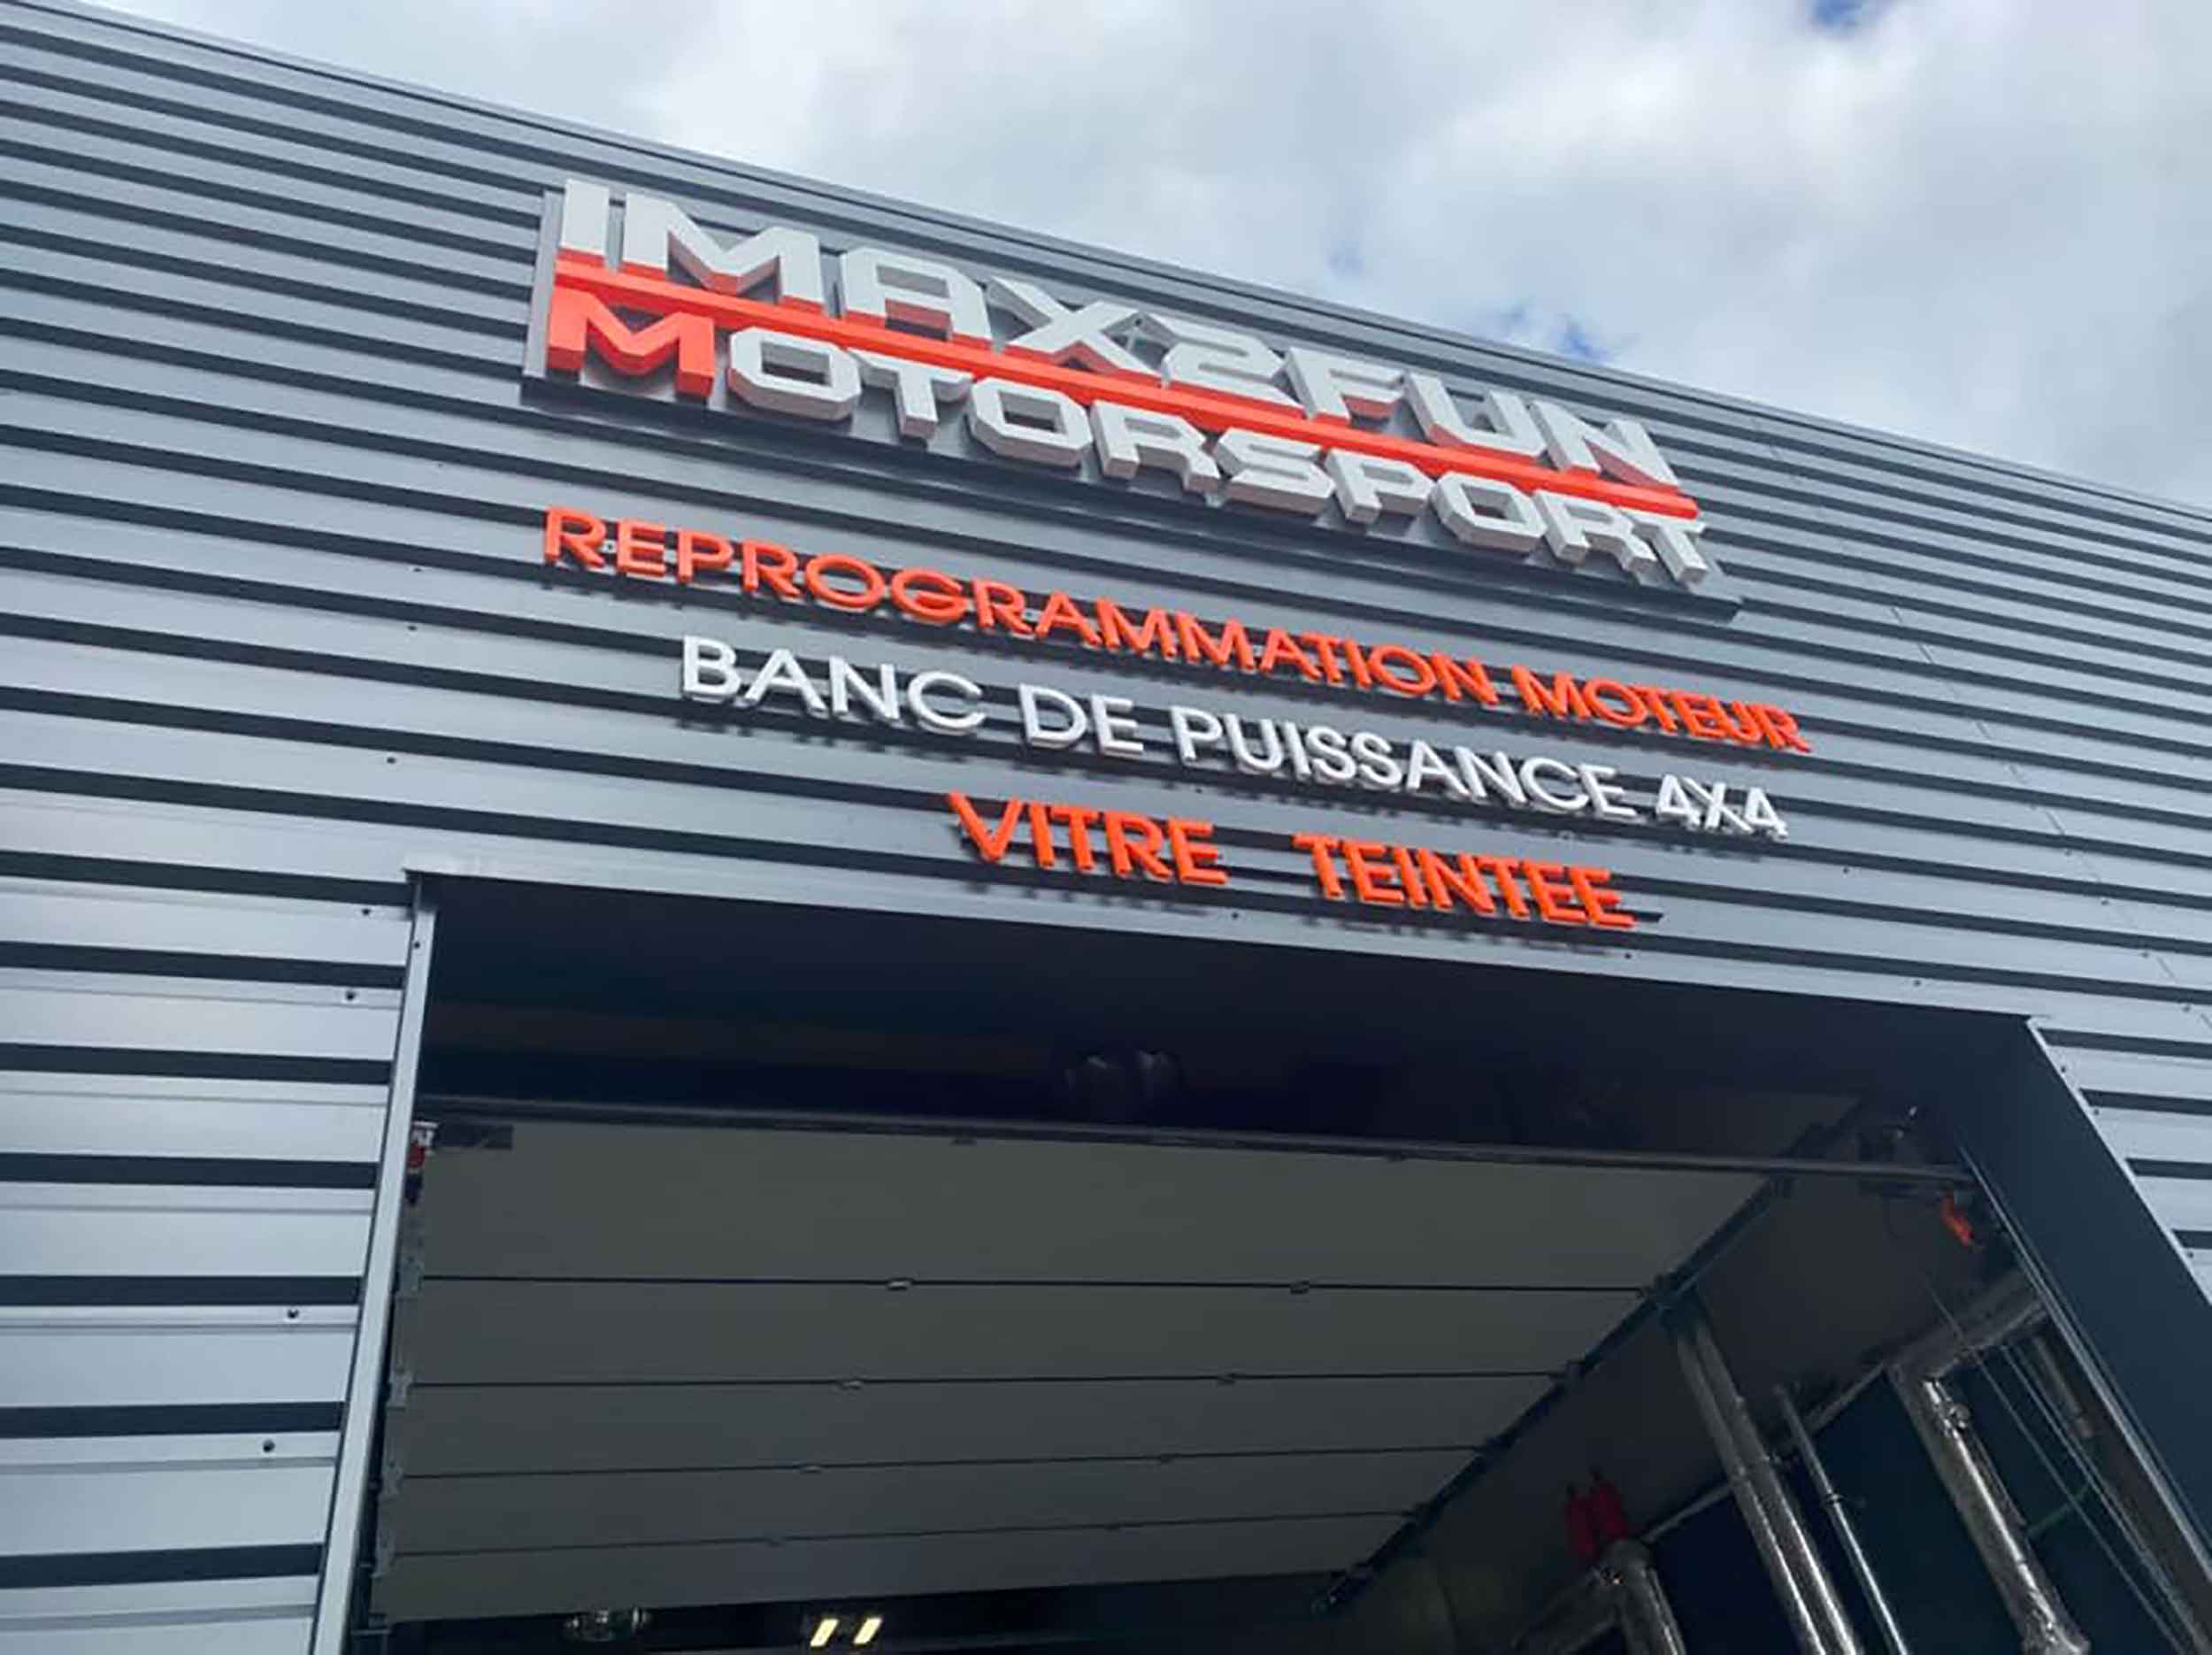 IMAX2FUN
MOTORSPORT
REPROGRAMMATION MOTEUR
BANC DE PUISSANCE 4X4
VITRE TEINTEE